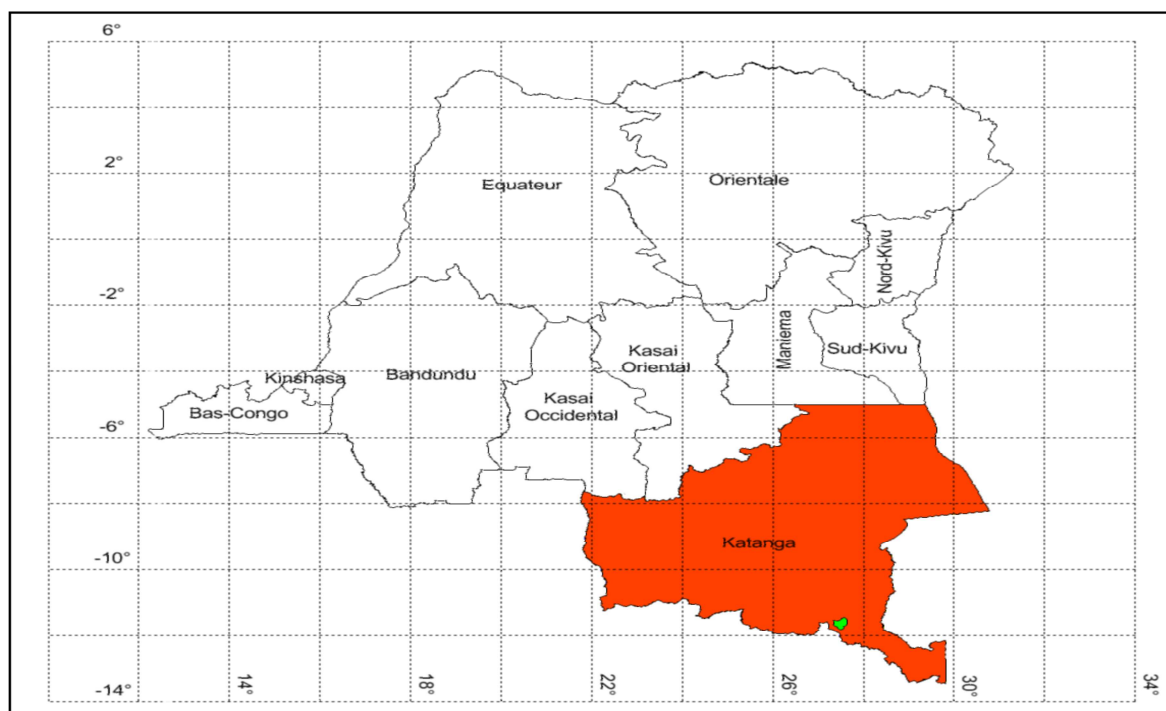 6°
2°
Equateur
Orientale
Nord-Kivu
-2°
Maniema
Kasai
Oriental
Sud-Kivu
Kinshasa
Bandundu
Bas-Congo
Kasai
Occidental
-6°
Katanga
-10°
-14°
14°
18°
22°
26°
30°
34°